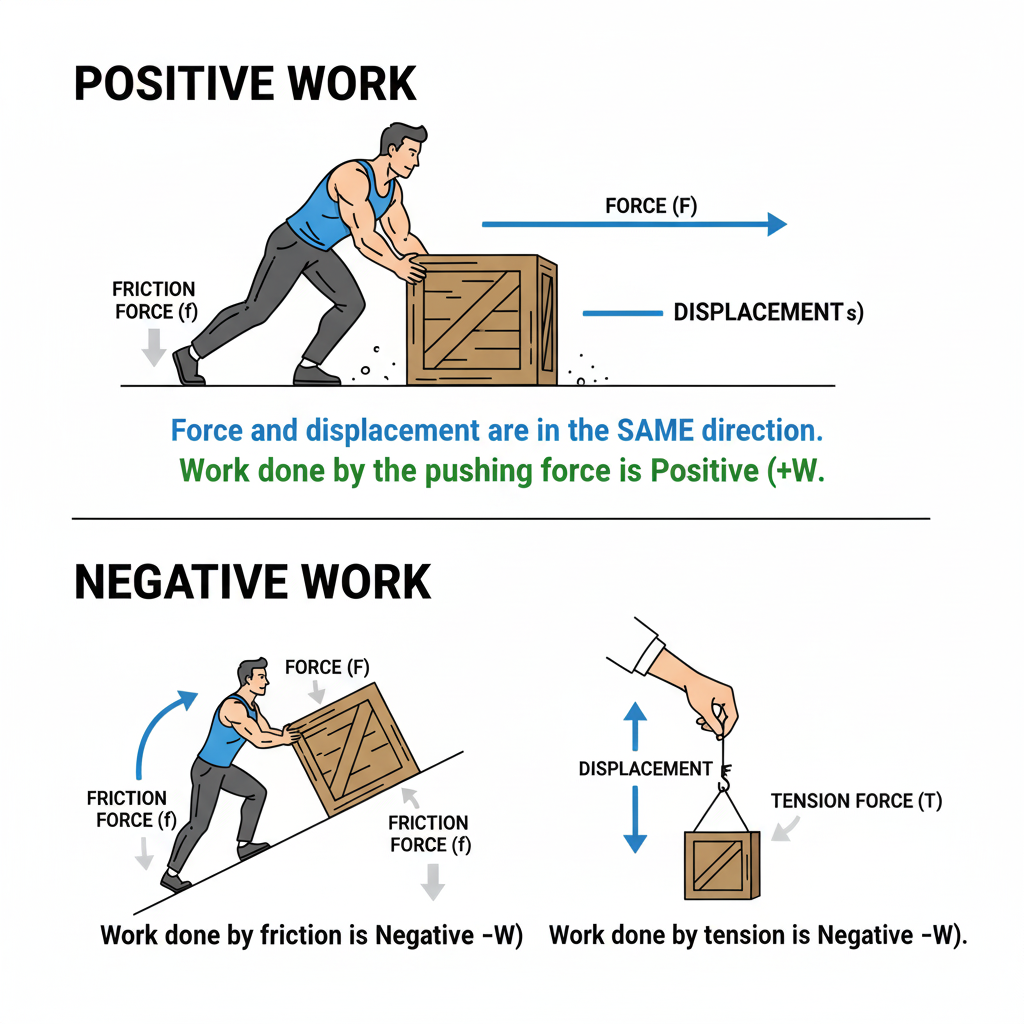 POSITIVE WORK
FORCE (F)
FRICTION
FORCE (f)
DISPLACEMENT s)
Force and displacement are in the SAME direction.
Work done by the pushing force is Positive (+W.
NEGATIVE WORK
FORCE (F)
FRICTION
FORCE (f)
FRICTION
FORCE (f)
DISPLACEMENT
TENSION FORCE (T)
Work done by friction is Negative –W)
Work done by tension is Negative –W).